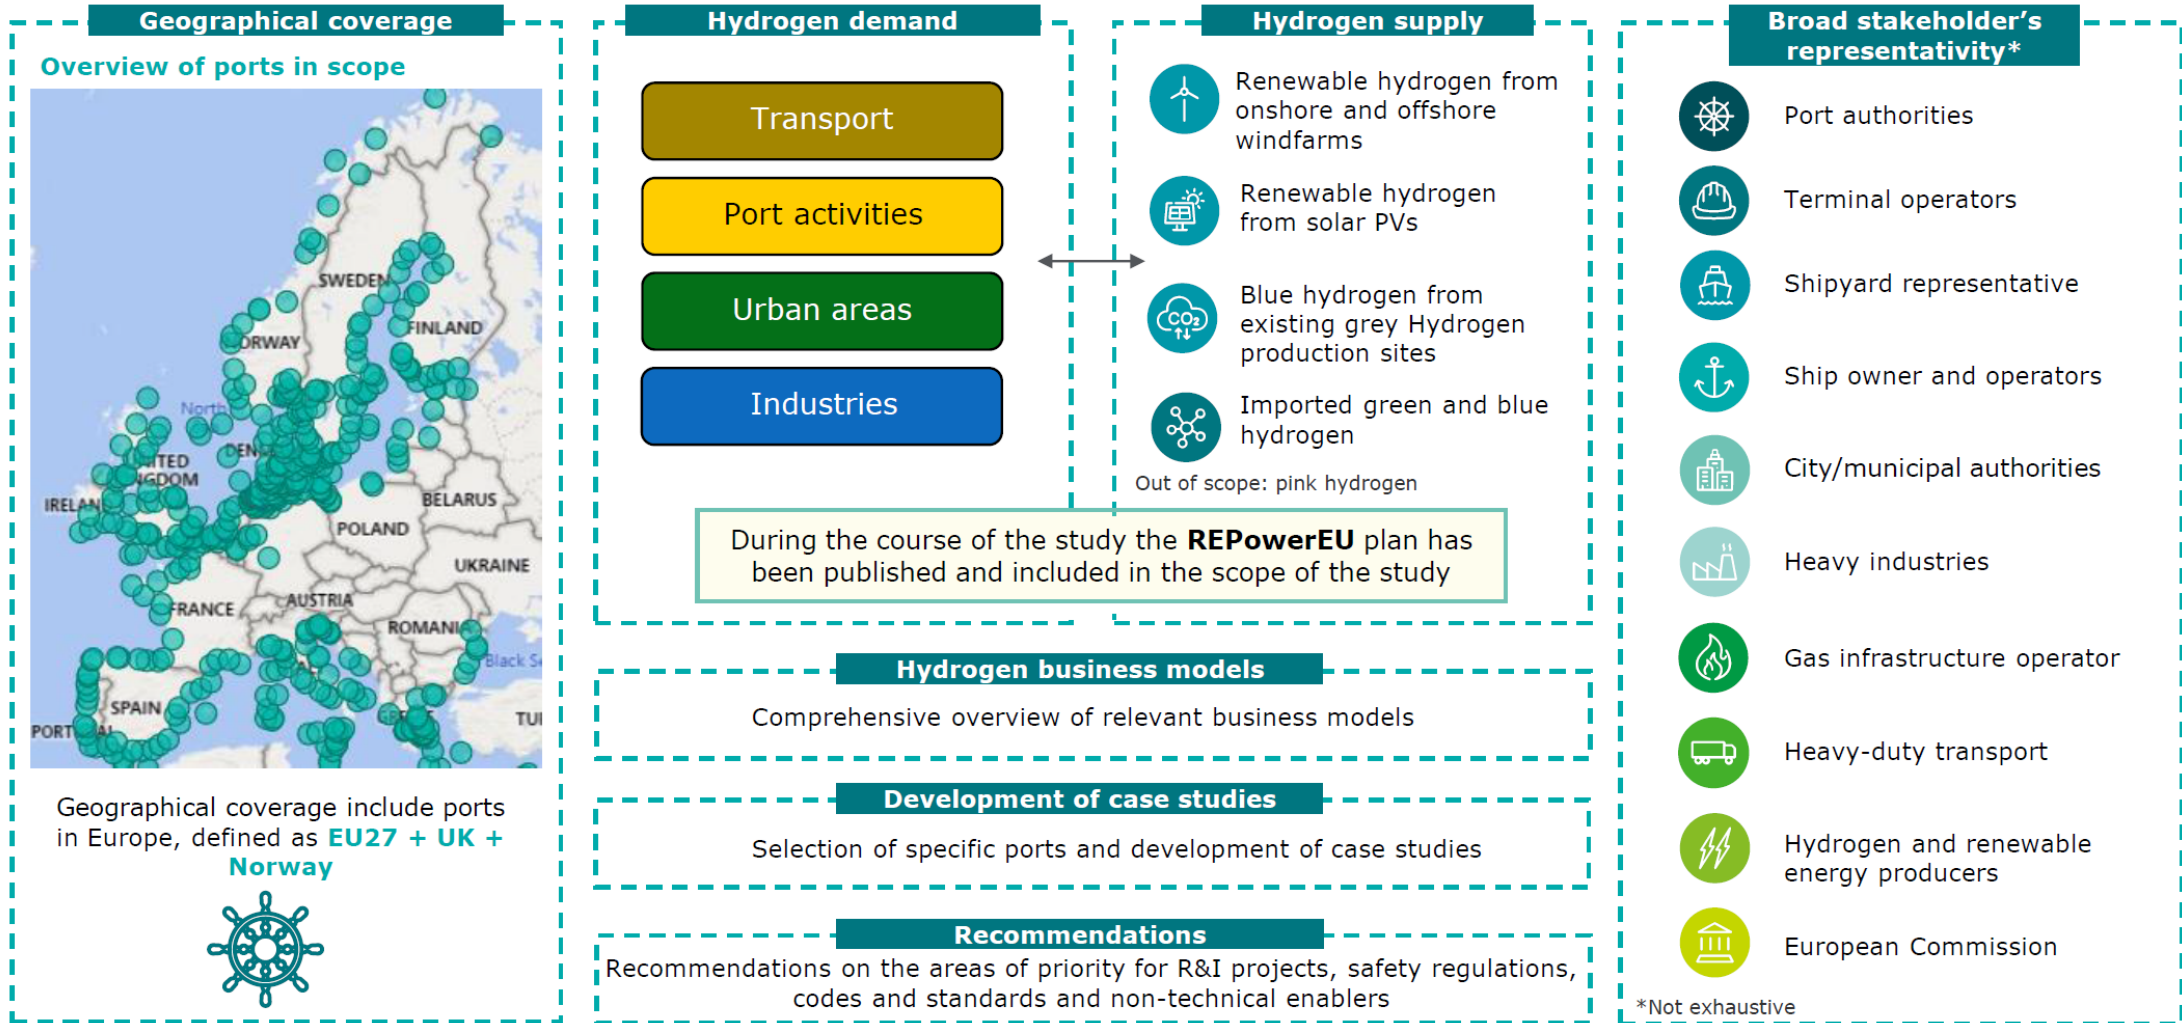 Geographical coverage
Overview of ports in scope
SWEDEN
FINLAND
ORWAY
North
DEN
ITED
NGDOM
IRELAN
BELARUS
POLAND
UKRAINE
FRANCE
AUSTRIA
ROMANIA
Black Se
SPAIN
PORT
AL
TU
Geographical coverage include ports
in Europe, defined as EU27 + UK +
Norway
Hydrogen demand
Transport
Port activities
Urban areas
Industries
Hydrogen supply
Renewable hydrogen from
onshore and offshore
windfarms
Renewable hydrogen
from solar PVs
CO₂
Blue hydrogen from
existing grey Hydrogen
production sites
Imported green and blue
hydrogen
Out of scope: pink hydrogen
During the course of the study the REPowerEU plan has
been published and included in the scope of the study
Hydrogen business models
Comprehensive overview of relevant business models
Development of case studies
Selection of specific ports and development of case studies
Recommendations
Recommendations on the areas of priority for R&I projects, safety regulations,
codes and standards and non-technical enablers
Broad stakeholder’s
representativity*
Port authorities
Terminal operators
Shipyard representative
Ship owner and operators
City/municipal authorities
Heavy industries
Gas infrastructure operator
Heavy-duty transport
Hydrogen and renewable
energy producers
European Commission
*Not exhaustive